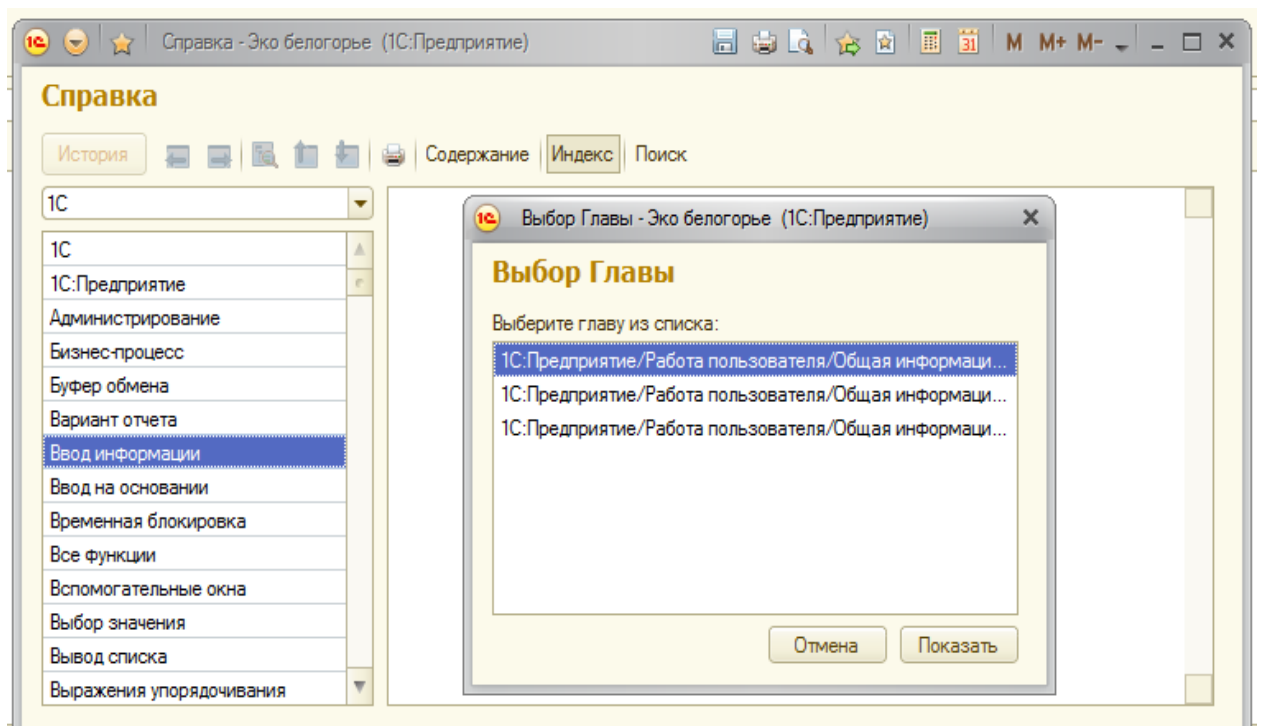 1С Справка - Эко белогорье (1С:Предприятие) 31 M M+ M-
Справка
История Содержание Индекс Поиск
1С
1С
1С:Предприятие
Администрирование
Бизнес-процесс
Буфер обмена
Вариант отчета
Ввод информации
Ввод на основании
Временная блокировка
Все функции
Вспомогательные окна
Выбор значения
Вывод списка
Выражения упорядочивания
1С Выбор Главы - Эко белогорье (1С:Предприятие)
Выбор Главы
Выберите главу из списка:
1С:Предприятие/Работа пользователя/Общая информаци...
1С:Предприятие/Работа пользователя/Общая информаци...
1С:Предприятие/Работа пользователя/Общая информаци...
Отмена Показать